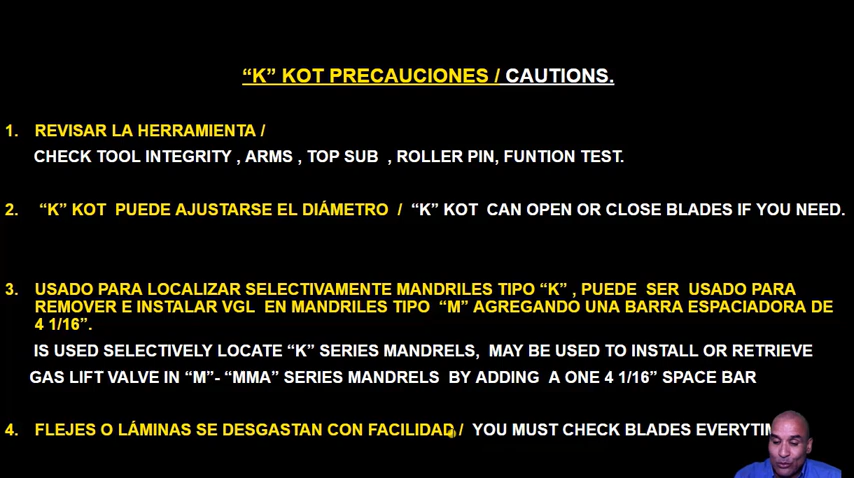 “K” KOT PRECAUCIONES / CAUTIONS.
1. REVISAR LA HERRAMIENTA /
CHECK TOOL INTEGRITY , ARMS , TOP SUB , ROLLER PIN, FUNTION TEST.
2. “K” KOT PUEDE AJUSTARSE EL DIÁMETRO / “K” KOT CAN OPEN OR CLOSE BLADES IF YOU NEED.
3. USADO PARA LOCALIZAR SELECTIVAMENTE MANDRILES TIPO “K” , PUEDE SER USADO PARA
REMOVER E INSTALAR VGL EN MANDRILES TIPO “M” AGREGANDO UNA BARRA ESPACIADORA DE
4 1/16”.
IS USED SELECTIVELY LOCATE “K” SERIES MANDRELS, MAY BE USED TO INSTALL OR RETRIEVE
GAS LIFT VALVE IN “M”- “MMA” SERIES MANDRELS BY ADDING A ONE 4 1/16” SPACE BAR
4. FLEJES O LÁMINAS SE DESGASTAN CON FACILIDAD / YOU MUST CHECK BLADES